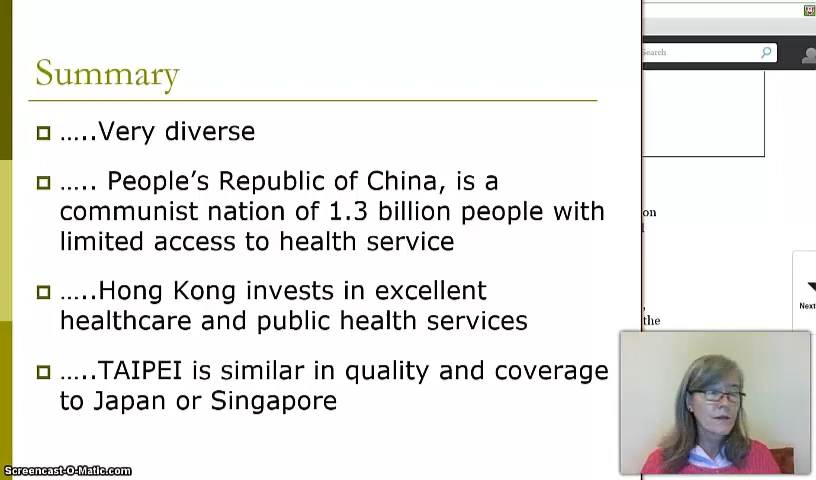 Summary
.....Very diverse
..... People's Republic of China, is a
communist nation of 1.3 billion people with
limited access to health service
.....Hong Kong invests in excellent
healthcare and public health services
.....TAIPEI is similar in quality and coverage
to Japan or Singapore
Search
on
Next
the
Screencast-O-Matic.com